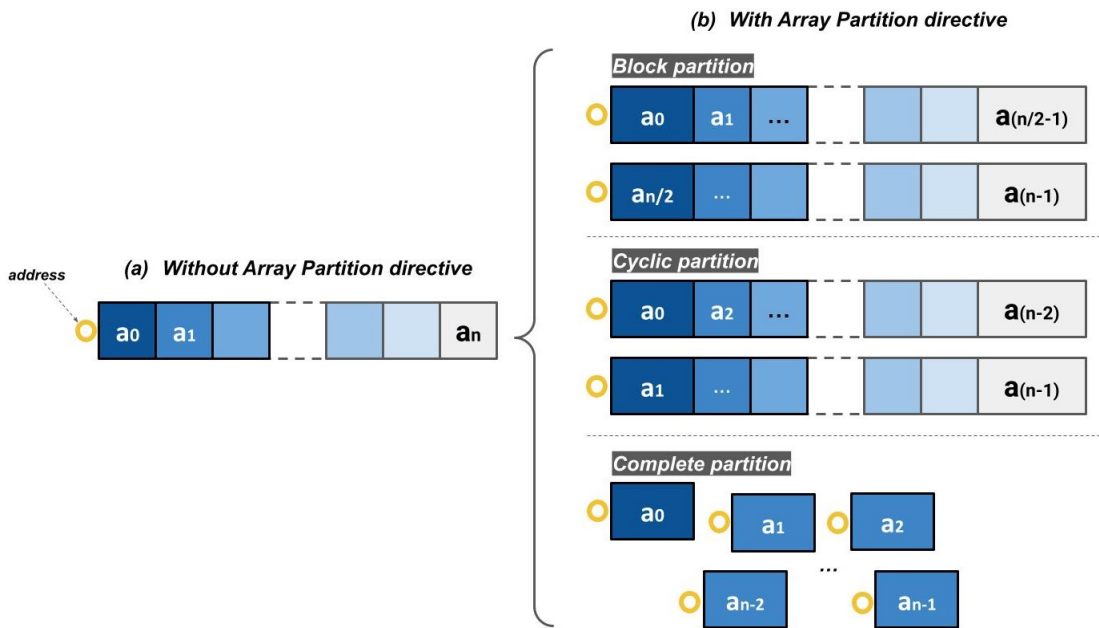 (b) With Array Partition directive
Block partition
a0 a1 ... a(n/2-1)
an/2 ... a(n-1)
(a) Without Array Partition directive
address
a0 a1 an
Cyclic partition
a0 a2 ... a(n-2)
a1 ... a(n-1)
Complete partition
a0 a1 a2
...
an-2 an-1